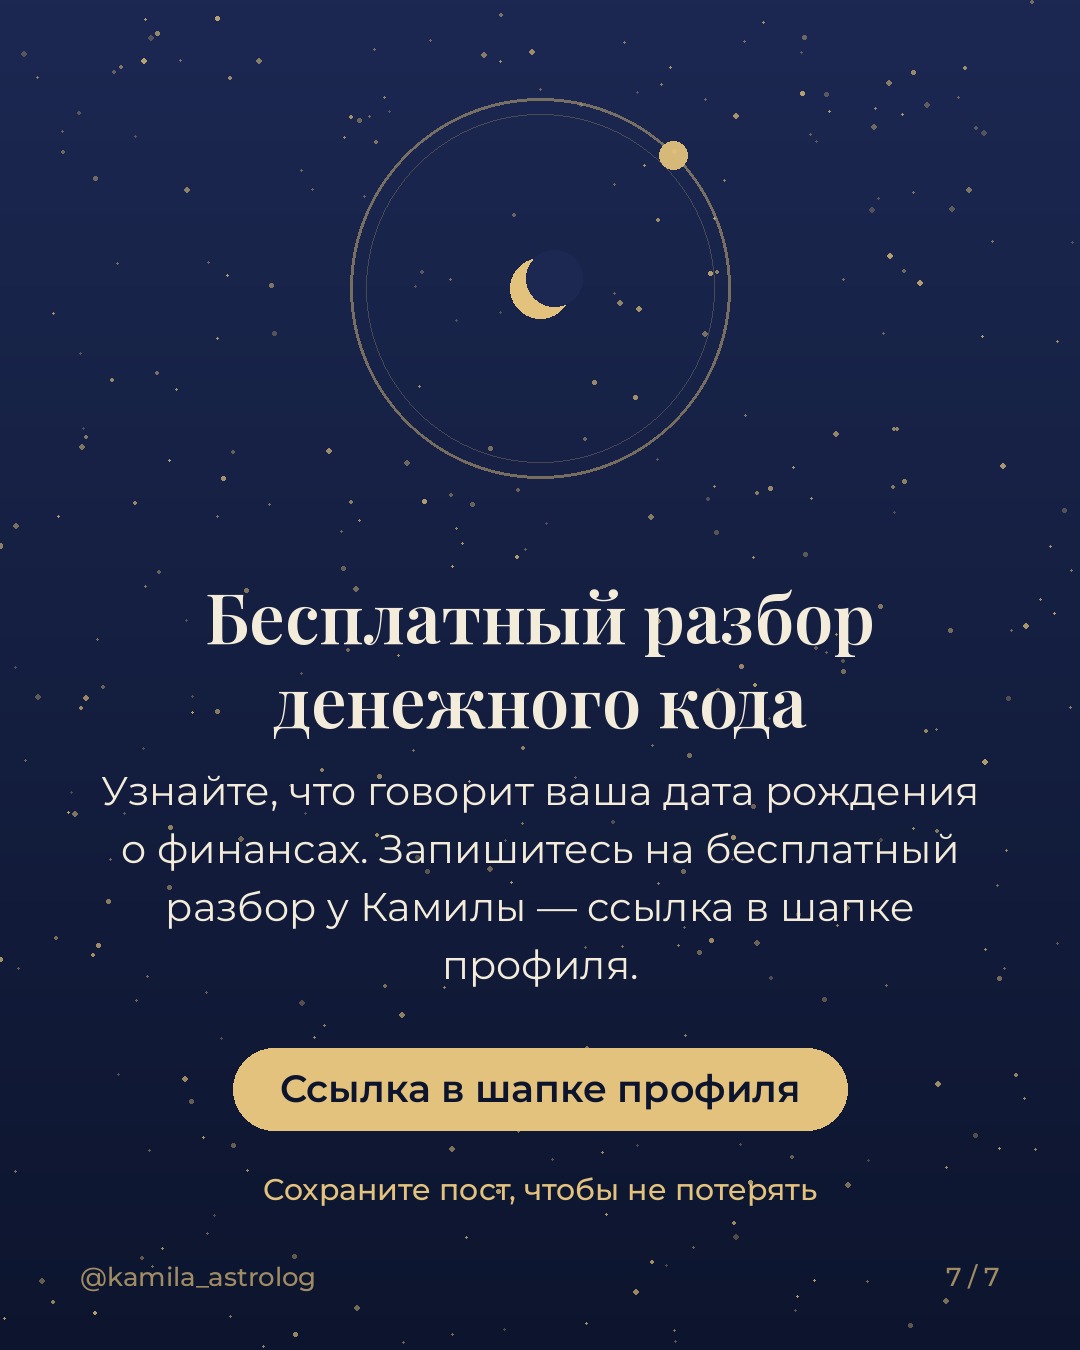 Бесплатный разбор
денежного кода
Узнайте, что говорит ваша дата рождения
о финансах. Запишитесь на бесплатный
разбор у Камилы — ссылка в шапке
профиля.
Ссылка в шапке профиля
Сохраните пост, чтобы не потерять
@kamila_astrolog
7 / 7